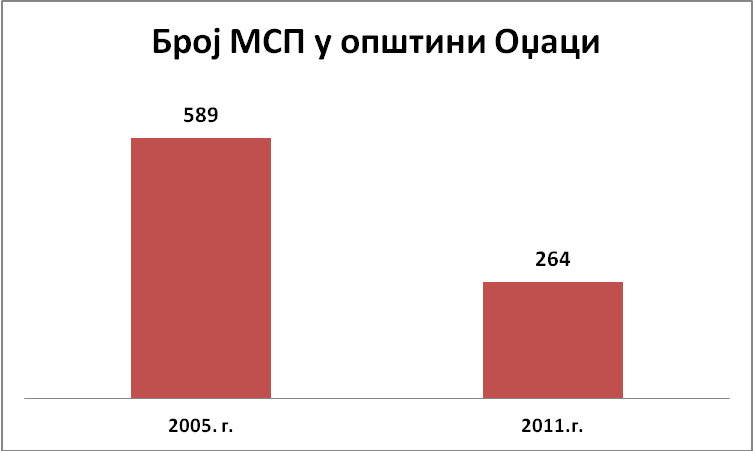 Број МСП у општини Оџаци
589
264
2005. г.
2011.г.